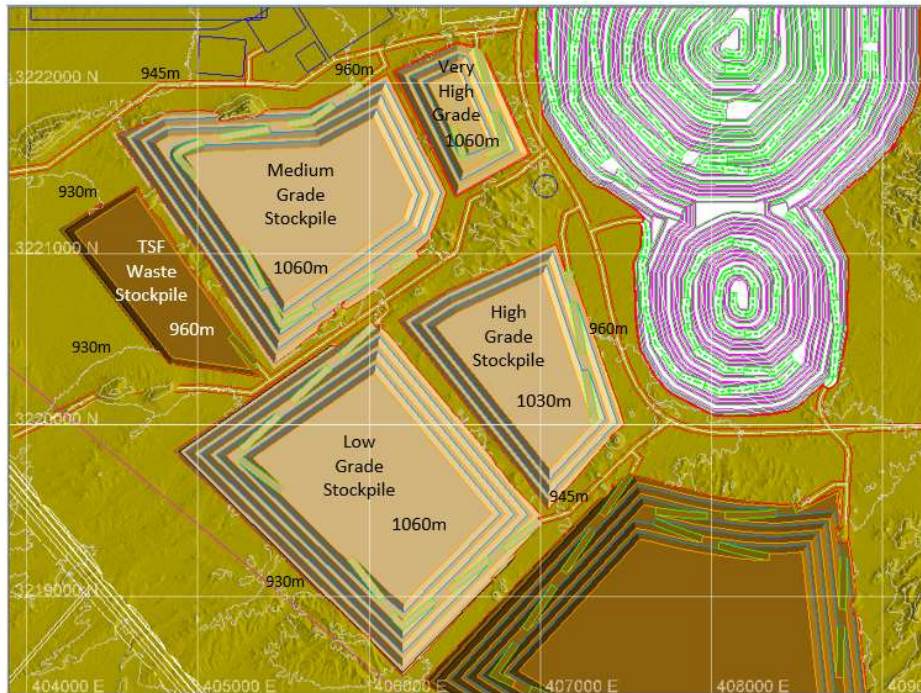 3222000 N
945m
960m
Very
High
Grade
1060m
Medium
Grade
Stockpile
1060m
930m
3221000 N
TSF
Waste
Stockpile
960m
930m
High
Grade
Stockpile
960m
1030m
3220000 N
Low
Grade
Stockpile
1060m
945m
930m
3219000 N
404000 E
405000 E
406000 E
407000 E
408000 E